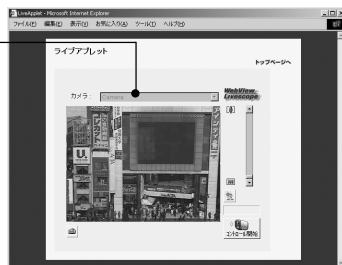 LiveApplet - Microsoft Internet Explorer
ファイル(F) 編集(E) 表示(V) お気に入り(A) ツール(T) ヘルプ(H)
ライブアプレット
トップページへ
カメラ: Camera
WebView
Livescope
U.
コントロール開始